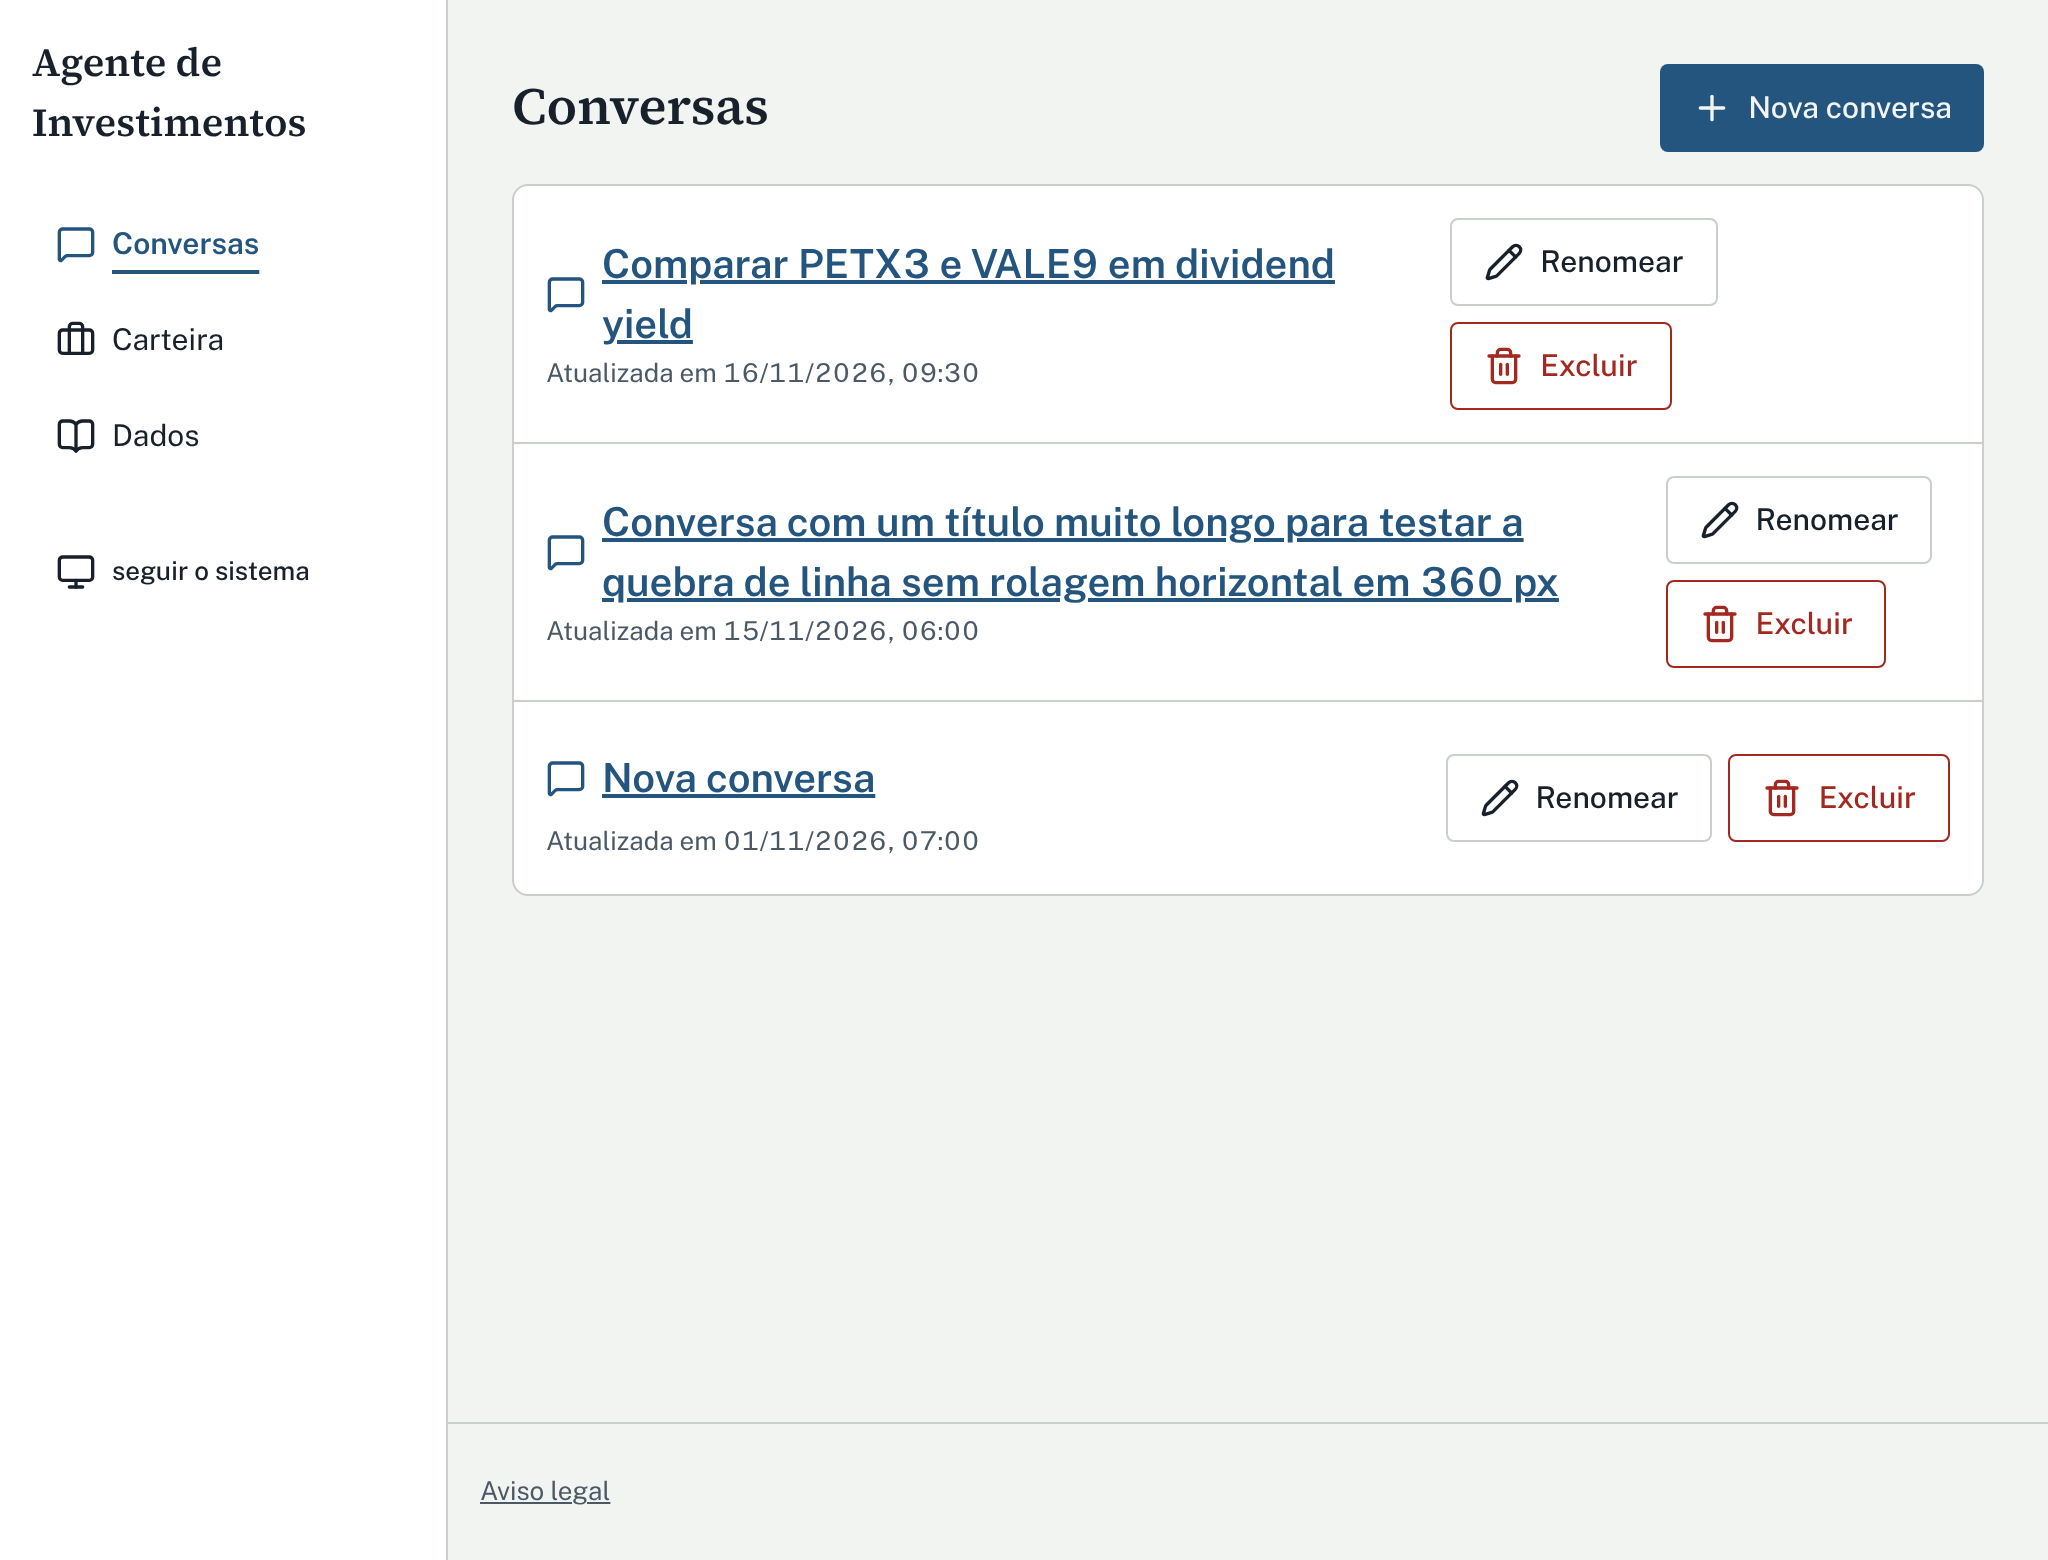 Agente de
Investimentos
Conversas
Carteira
Dados
seguir o sistema
Conversas
Nova conversa
Comparar PETX3 e VALE9 em dividend
yield
Atualizada em 16/11/2026, 09:30
Renomear
Excluir
Conversa com um título muito longo para testar a
quebra de linha sem rolagem horizontal em 360 px
Atualizada em 15/11/2026, 06:00
Renomear
Excluir
Nova conversa
Atualizada em 01/11/2026, 07:00
Renomear
Excluir
Aviso legal